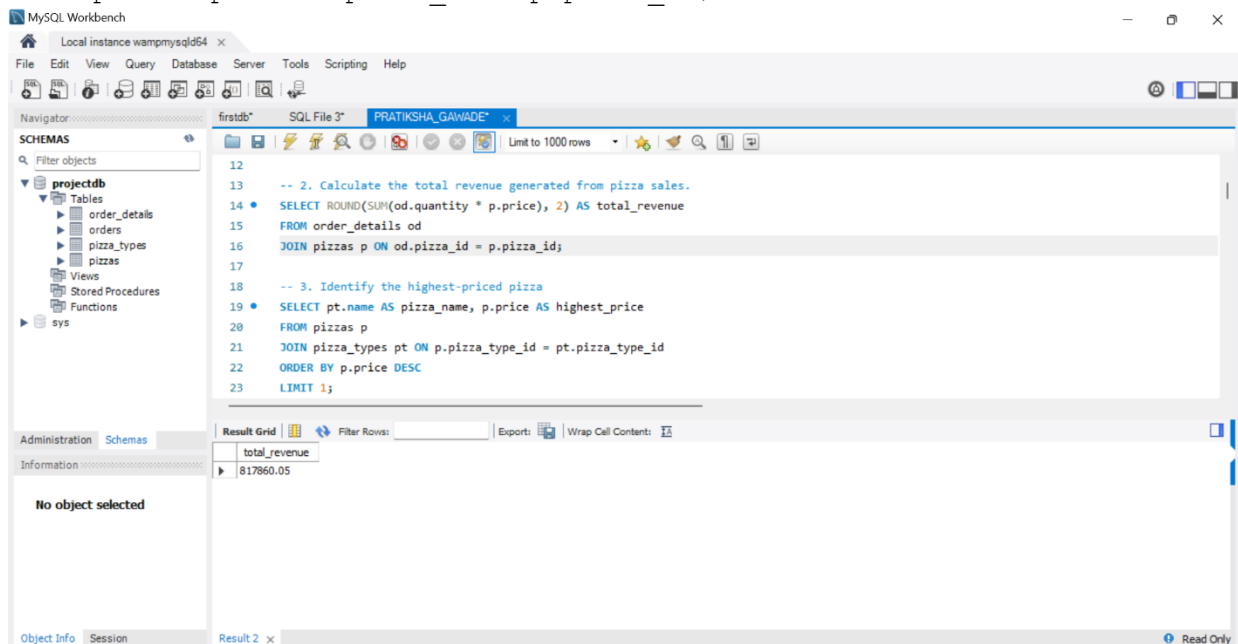 MySQL Workbench
Local instance wampmysqld64 ×
File Edit View Query Database Server Tools Scripting Help
Navigator
SCHEMAS
Filter objects
projectdb
Tables
order_details
orders
pizza_types
pizzas
Views
Stored Procedures
Functions
sys
Administration Schemas
Information
No object selected
Object Info Session
firstdb* SQL File 3* PRATIKSHA_GAWADE* ×
Limit to 1000 rows
12
13 -- 2. Calculate the total revenue generated from pizza sales.
14 SELECT ROUND(SUM(od.quantity * p.price), 2) AS total_revenue
15 FROM order_details od
16 JOIN pizzas p ON od.pizza_id = p.pizza_id;
17
18 -- 3. Identify the highest-priced pizza
19 SELECT pt.name AS pizza_name, p.price AS highest_price
20 FROM pizzas p
21 JOIN pizza_types pt ON p.pizza_type_id = pt.pizza_type_id
22 ORDER BY p.price DESC
23 LIMIT 1;
Result Grid Filter Rows: Export: Wrap Cell Content: IA
total_revenue
817860.05
Result 2 ×
Read Only